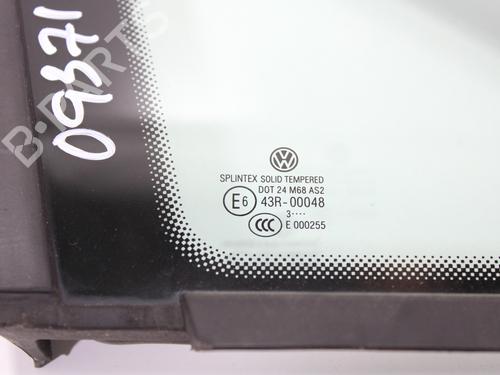 09371
B-PARTS
SPLINTEX SOLID TEMPERED
DOT 24 M68 AS2
E6 43R-00048
3····
CCC E 000255